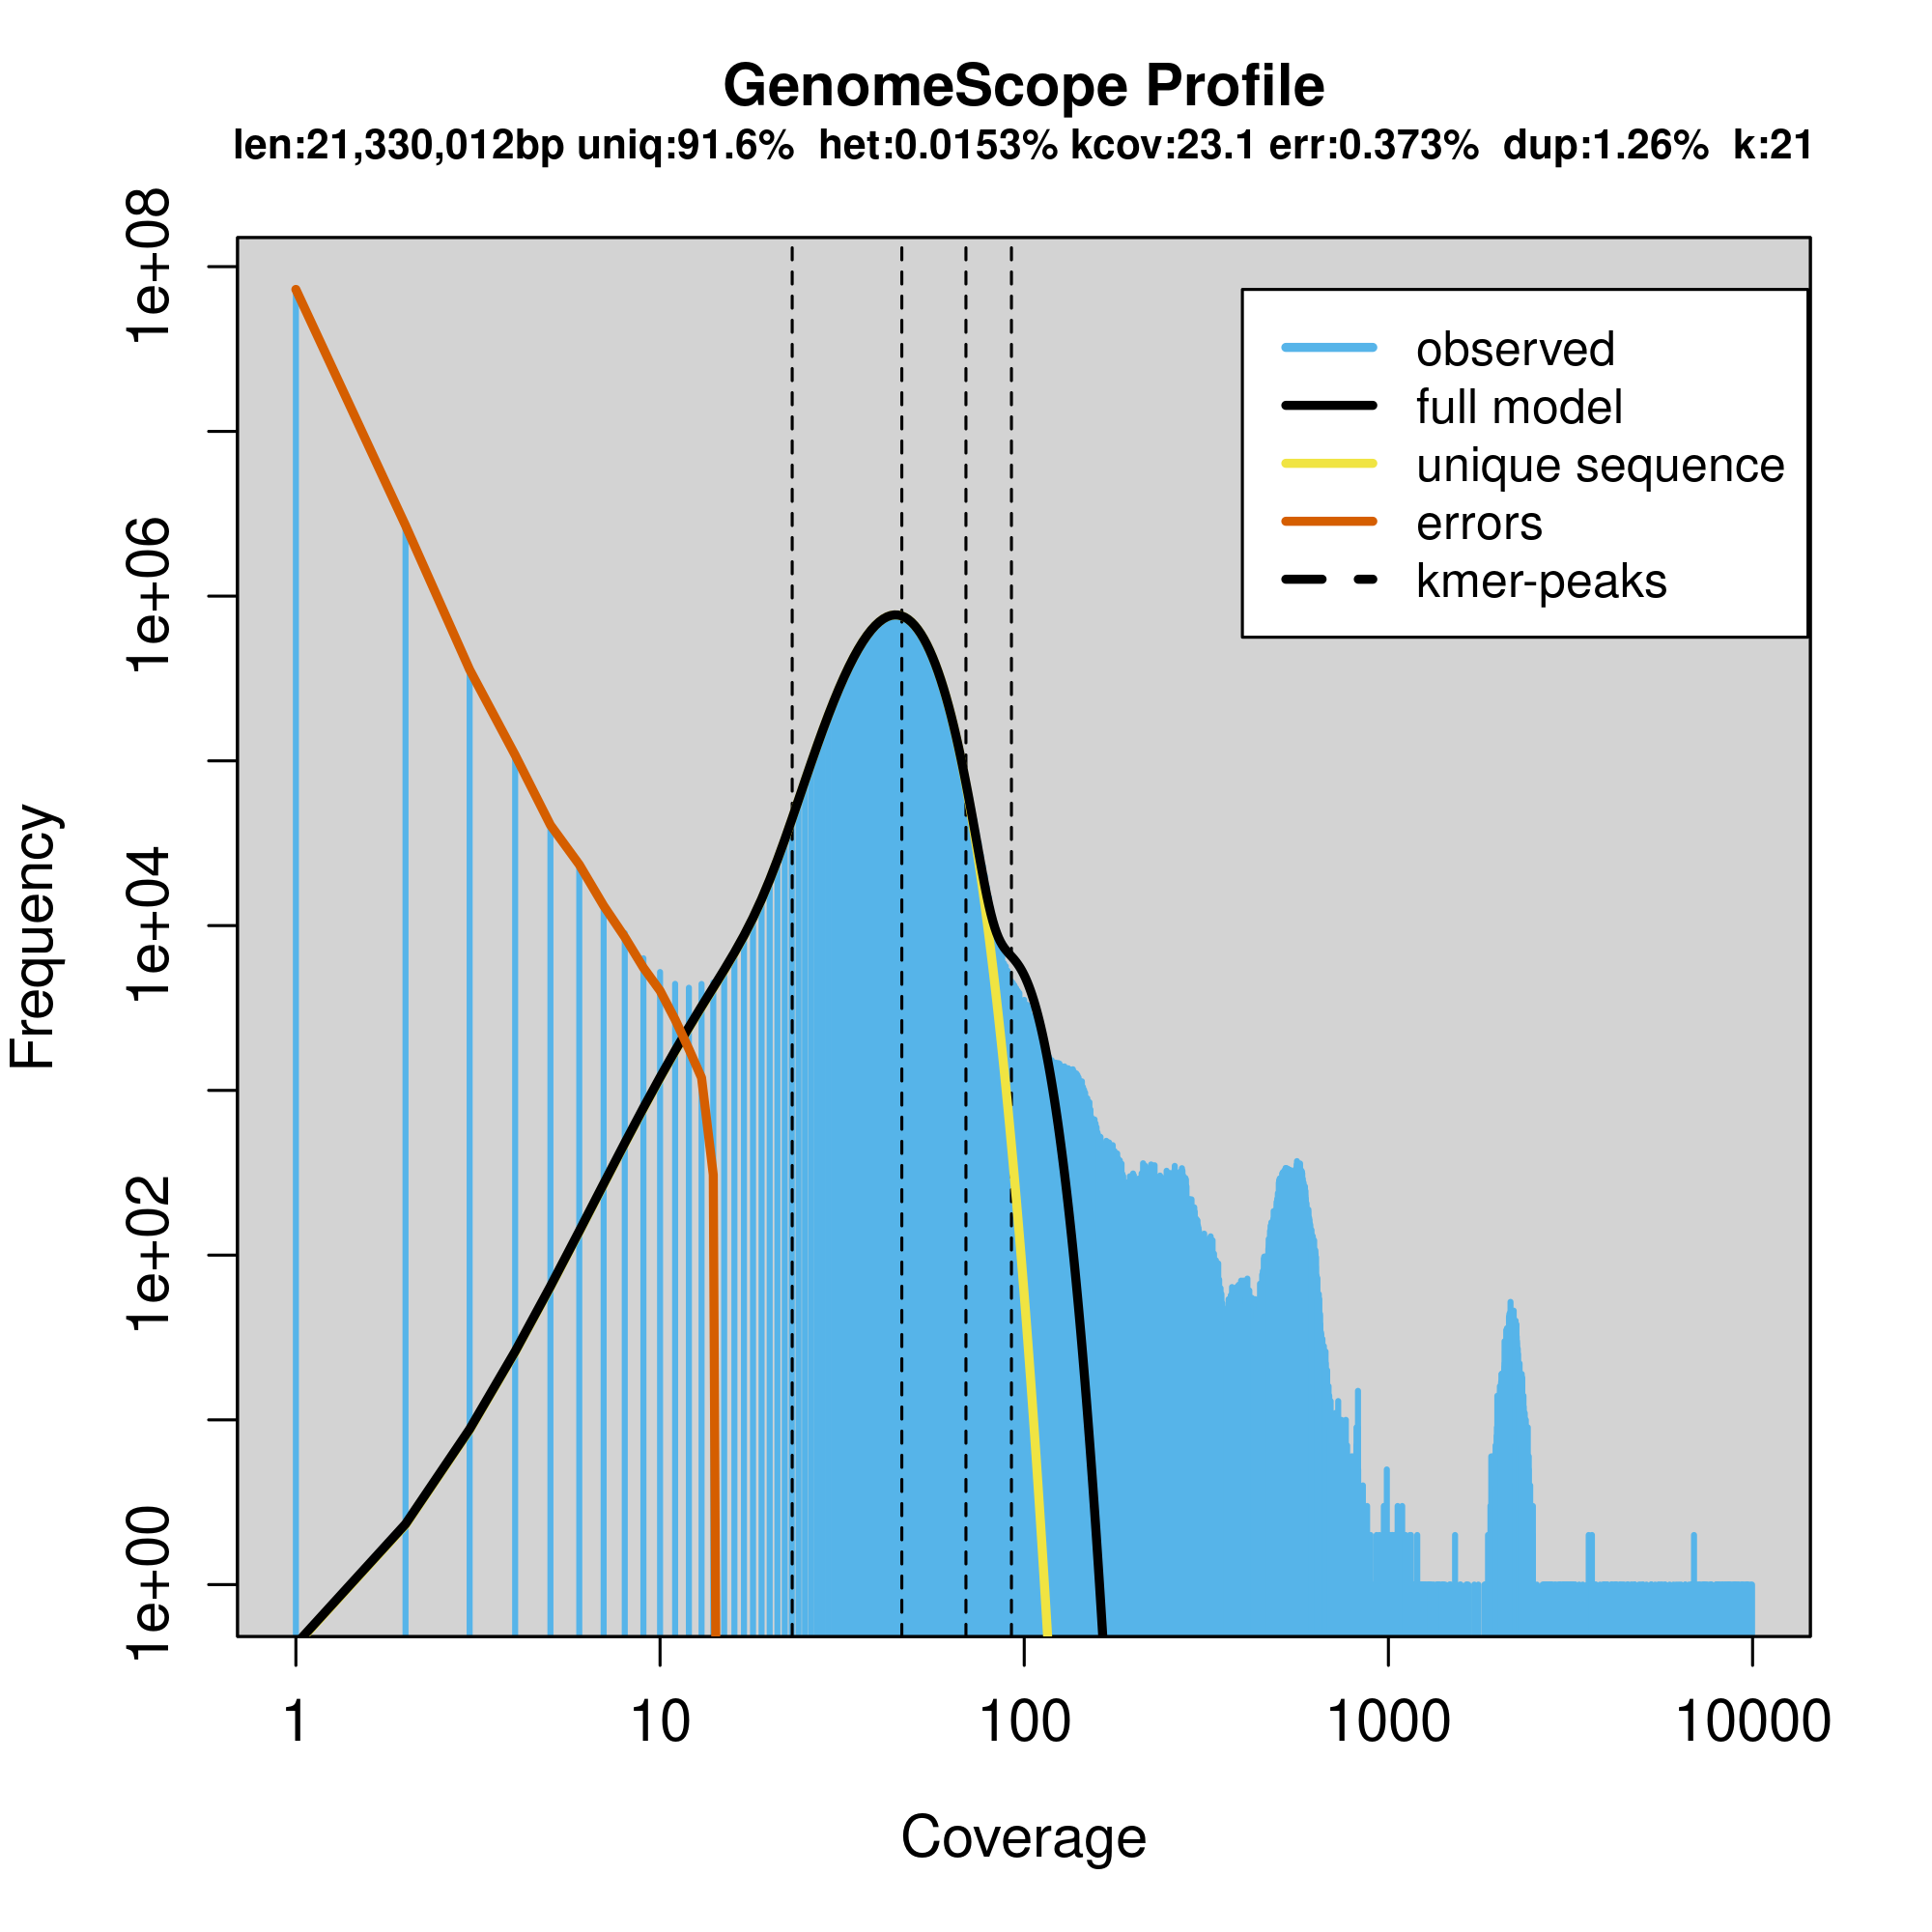 GenomeScope Profile
len:21,330,012bp uniq:91.6% het:0.0153% kcov:23.1 err:0.373% dup:1.26% k:21
observed
full model
unique sequence
errors
kmer-peaks
Frequency
1e+08
1e+06
1e+04
1e+02
1e+00
1 10 100 1000 10000
Coverage